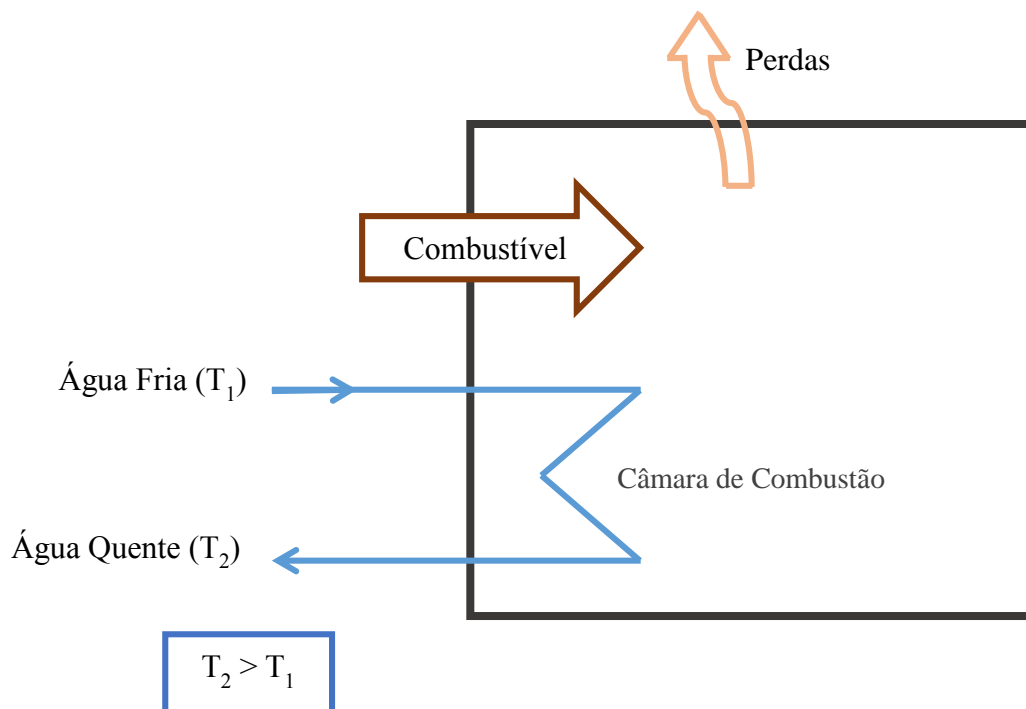 Perdas
Combustível
Água Fria (T₁)
Câmara de Combustão
Água Quente (T₂)
T₂ > T₁